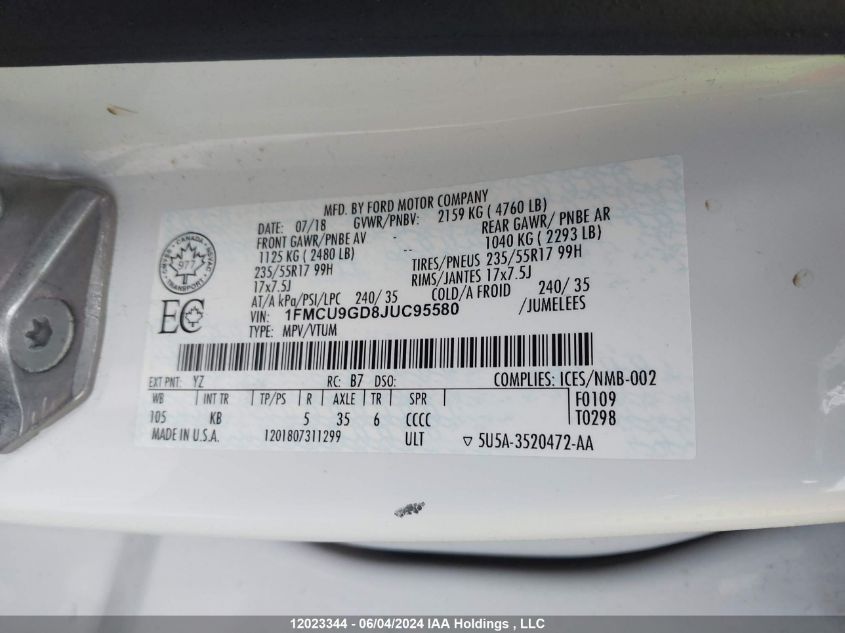 MFD. BY FORD MOTOR COMPANY
DATE: 07/18 GVWR/PNBV: 2159 KG ( 4760 LB)
FRONT GAWR/PNBE AV -- REAR GAWR/ PNBE AR
1125 KG ( 2480 LB) 1040 KG ( 2293 LB)
235/55R17 99H TIRES/PNEUS 235/55R17 99H
17x7.5J RIMS/JANTES 17x7.5J
AT/A kPa/PSI/LPC 240/ 35 COLD/A FROID 240/ 35
VIN: 1FMCU9GD8JUC95580 /JUMELEES
TYPE: MPV/VTUM
CANADA
977
TRANSPORT
EC
EXT PNT: YZ RC: B7 DSO: COMPLIES: ICES/NMB-002
WB INT TR TP/PS R AXLE TR SPR F0109
105 KB 5 35 6 CCCC T0298
MADE IN U.S.A. 1201807311299 ULT ▽ 5U5A-3520472-AA
12023344 - 06/04/2024 IAA Holdings , LLC